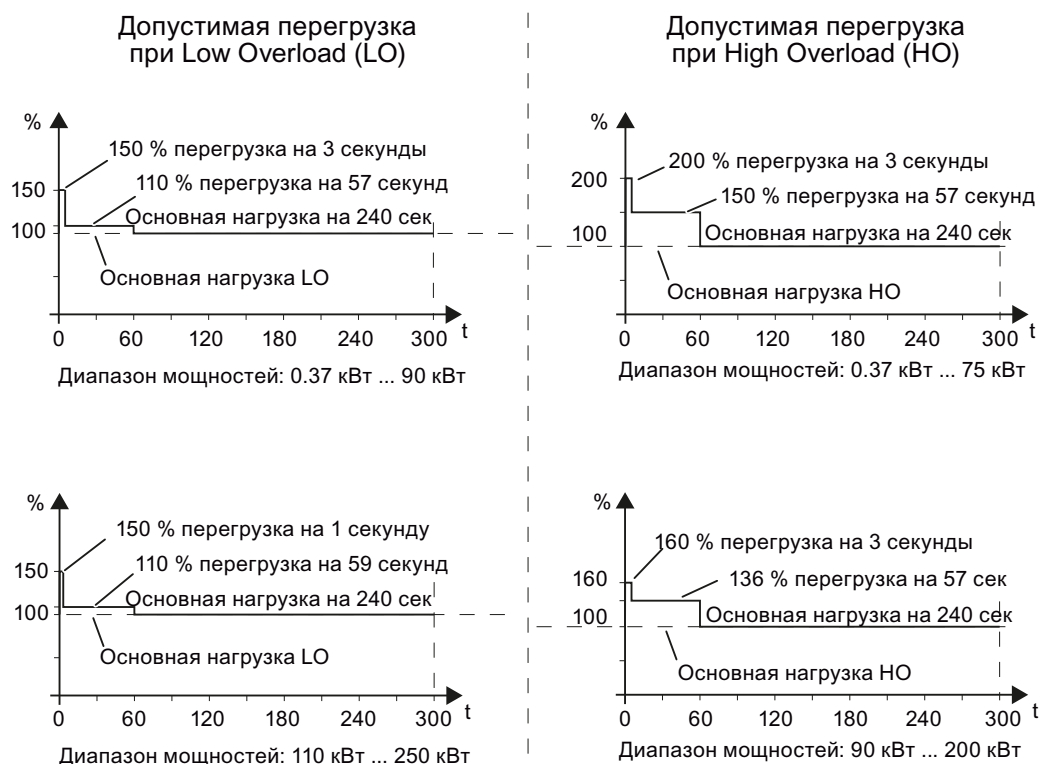 Допустимая перегрузка
при Low Overload (LO)
%
150 % перегрузка на 3 секунды
150
110 % перегрузка на 57 секунд
Основная нагрузка на 240 сек
100
Основная нагрузка LO
0 60 120 180 240 300 t
Диапазон мощностей: 0.37 кВт ... 90 кВт
Допустимая перегрузка
при High Overload (HO)
%
200 % перегрузка на 3 секунды
200
150 % перегрузка на 57 секунд
Основная нагрузка на 240 сек
100
Основная нагрузка HO
0 60 120 180 240 300 t
Диапазон мощностей: 0.37 кВт ... 75 кВт
%
150 % перегрузка на 1 секунду
150
110 % перегрузка на 59 секунд
Основная нагрузка на 240 сек
100
Основная нагрузка LO
0 60 120 180 240 300 t
Диапазон мощностей: 110 кВт ... 250 кВт
%
160 % перегрузка на 3 секунды
160
136 % перегрузка на 57 сек
Основная нагрузка на 240 сек
100
Основная нагрузка HO
0 60 120 180 240 300 t
Диапазон мощностей: 90 кВт ... 200 кВт